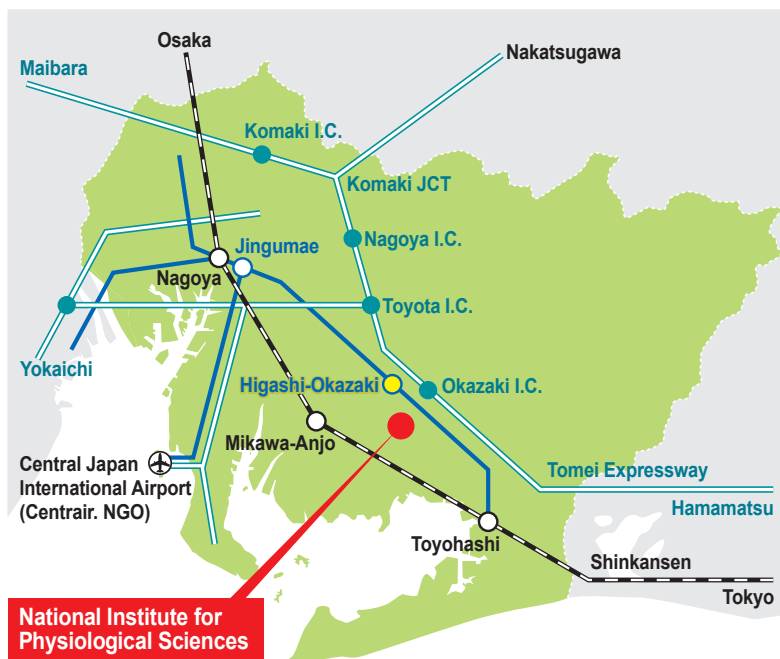 Osaka
Maibara
Nakatsugawa
Komaki I.C.
Komaki JCT
Jingumae
Nagoya I.C.
Nagoya
Toyota I.C.
Yokaichi
Higashi-Okazaki
Okazaki I.C.
Mikawa-Anjo
Central Japan
International Airport
(Centrair. NGO)
Tomei Expressway
Hamamatsu
Toyohashi
Shinkansen
Tokyo
National Institute for
Physiological Sciences